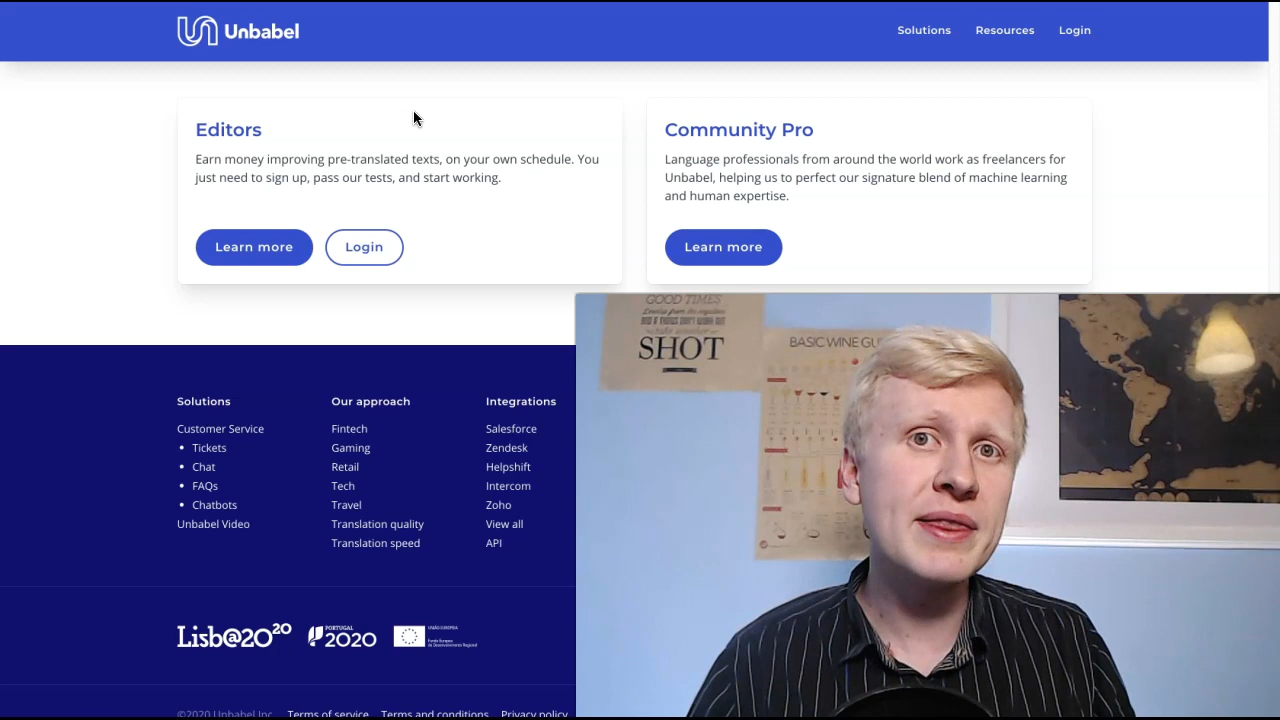 Unbabel
Solutions
Resources
Login
Editors
Earn money improving pre-translated texts, on your own schedule. You
just need to sign up, pass our tests, and start working.
Learn more
Login
Community Pro
Language professionals from around the world work as freelancers for
Unbabel, helping us to perfect our signature blend of machine learning
and human expertise.
Learn more
Solutions
Customer Service
• Tickets
• Chat
• FAQs
• Chatbots
Unbabel Video
Our approach
Fintech
Gaming
Retail
Tech
Travel
Translation quality
Translation speed
Integrations
Salesforce
Zendesk
Helpshift
Intercom
Zoho
View all
API
GOOD TIMES
SHOT
BASIC WINE GU
Lisb@2020
PORTUGAL
2020
UNIÃO EUROPEIA
©2020 Unbabel Inc.
Terms of service
Terms and conditions
Privacy policy